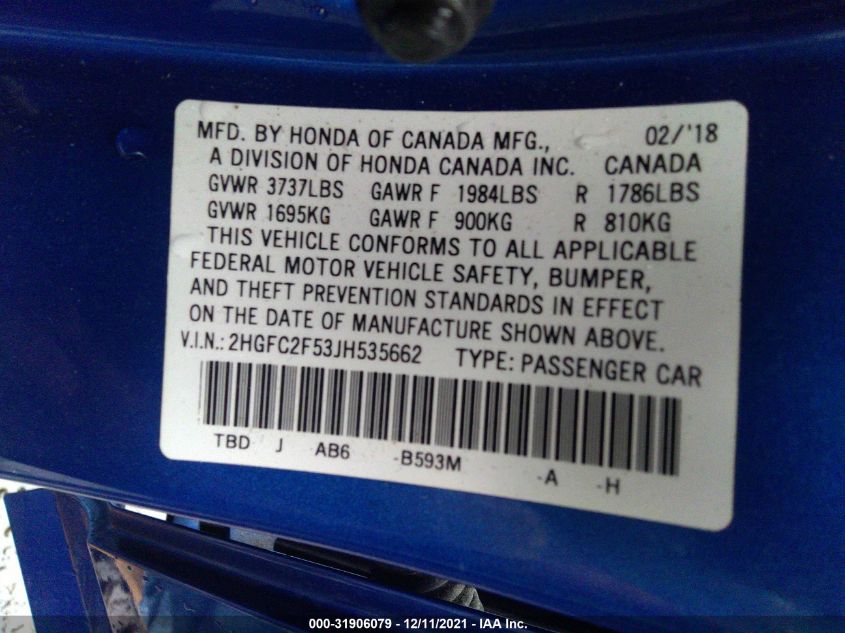 MFD. BY HONDA OF CANADA MFG., 02/'18
A DIVISION OF HONDA CANADA INC. CANADA
GVWR 3737LBS GAWR F 1984LBS R 1786LBS
GVWR 1695KG GAWR F 900KG R 810KG
THIS VEHICLE CONFORMS TO ALL APPLICABLE
FEDERAL MOTOR VEHICLE SAFETY, BUMPER,
AND THEFT PREVENTION STANDARDS IN EFFECT
ON THE DATE OF MANUFACTURE SHOWN ABOVE.
V.I.N.: 2HGFC2F53JH535662 TYPE: PASSENGER CAR
TBD J AB6 -B593M -A -H
000-31906079 - 12/11/2021 - IAA Inc.